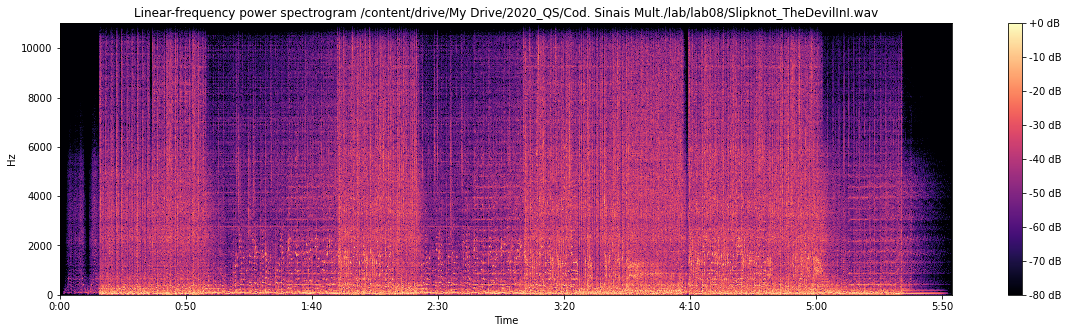 Linear-frequency power spectrogram /content/drive/My Drive/2020_QS/Cod. Sinais Mult./lab/lab08/Slipknot_TheDevilInI.wav
+0 dB
10000
-10 dB
8000
-20 dB
-30 dB
6000
Hz
-40 dB
4000
-50 dB
-60 dB
2000
-70 dB
0
-80 dB
0:00 0:50 1:40 2:30 3:20 4:10 5:00 5:50
Time